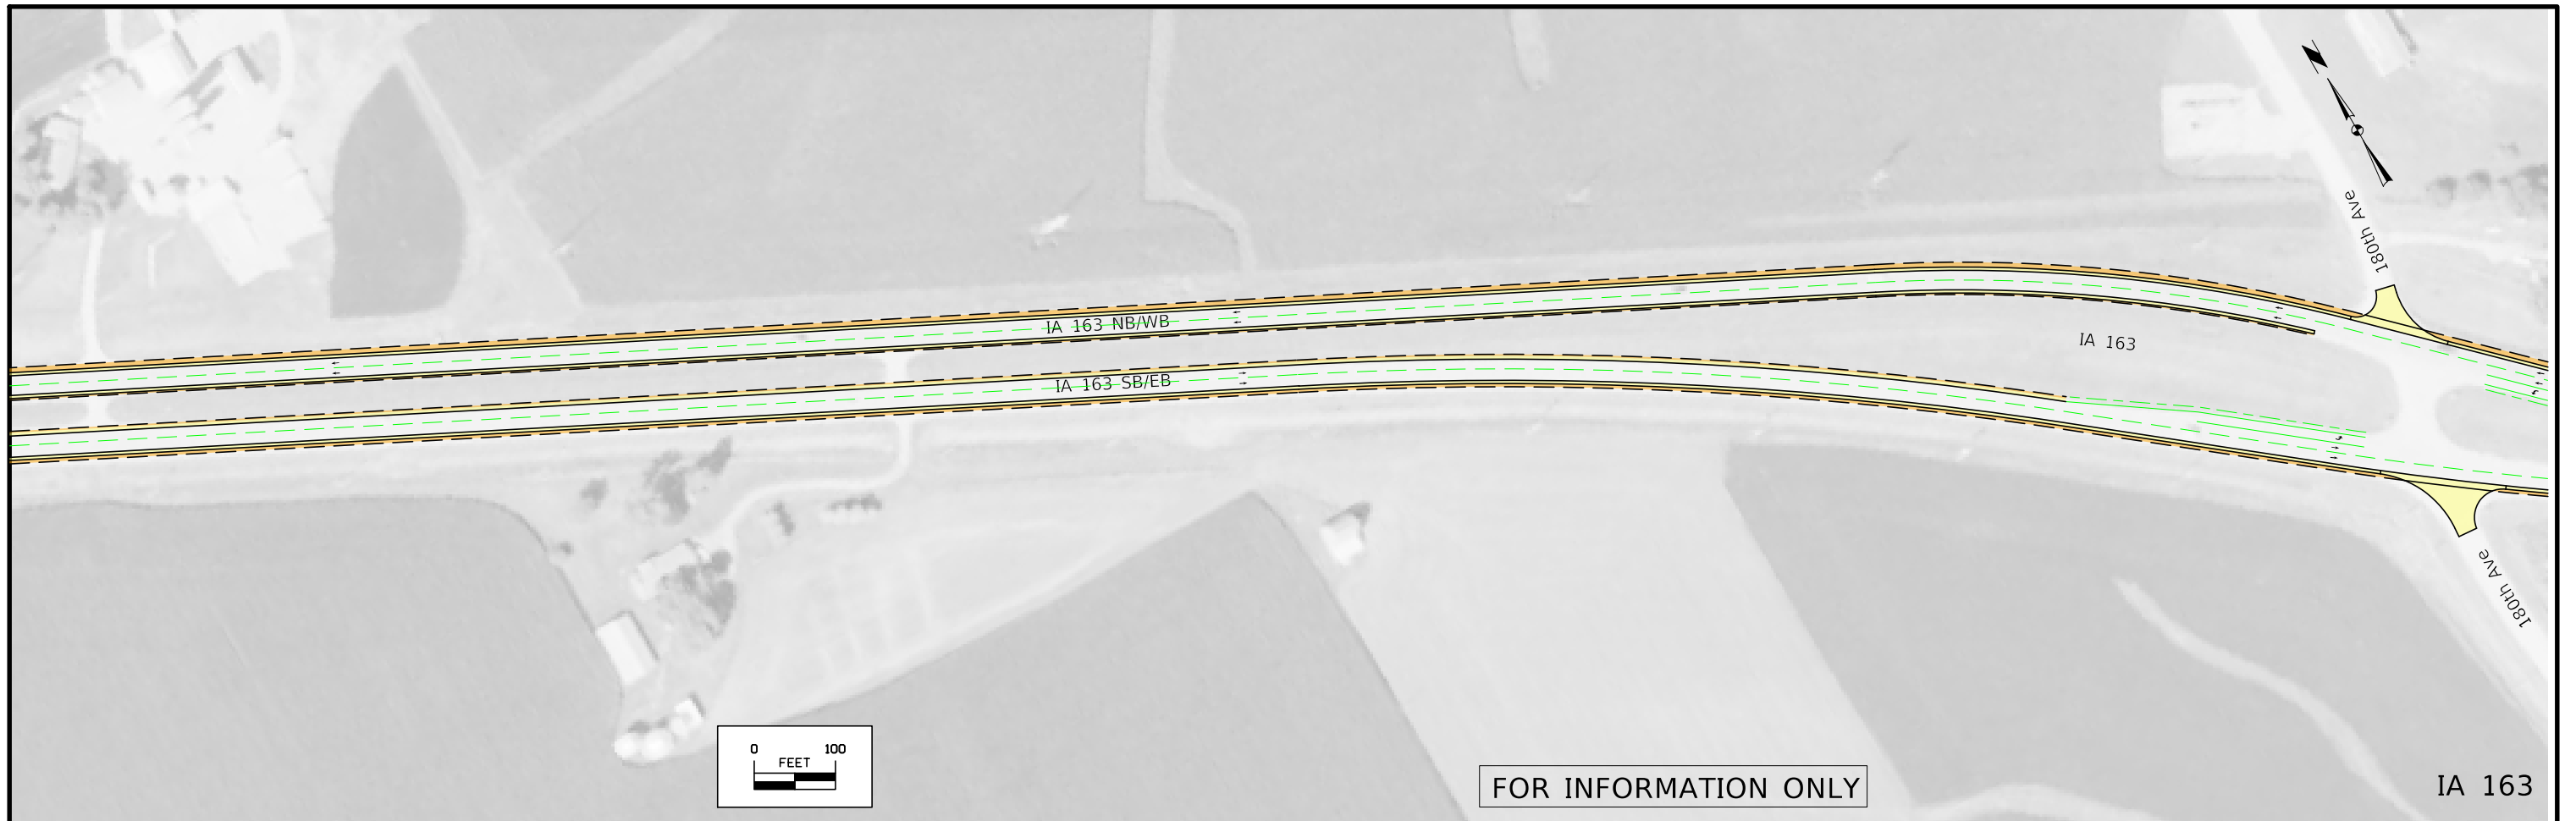 N
180th Ave
IA 163 NB/WB
IA 163
IA 163 SB/EB
180th Ave
0 100
FEET
FOR INFORMATION ONLY
IA 163